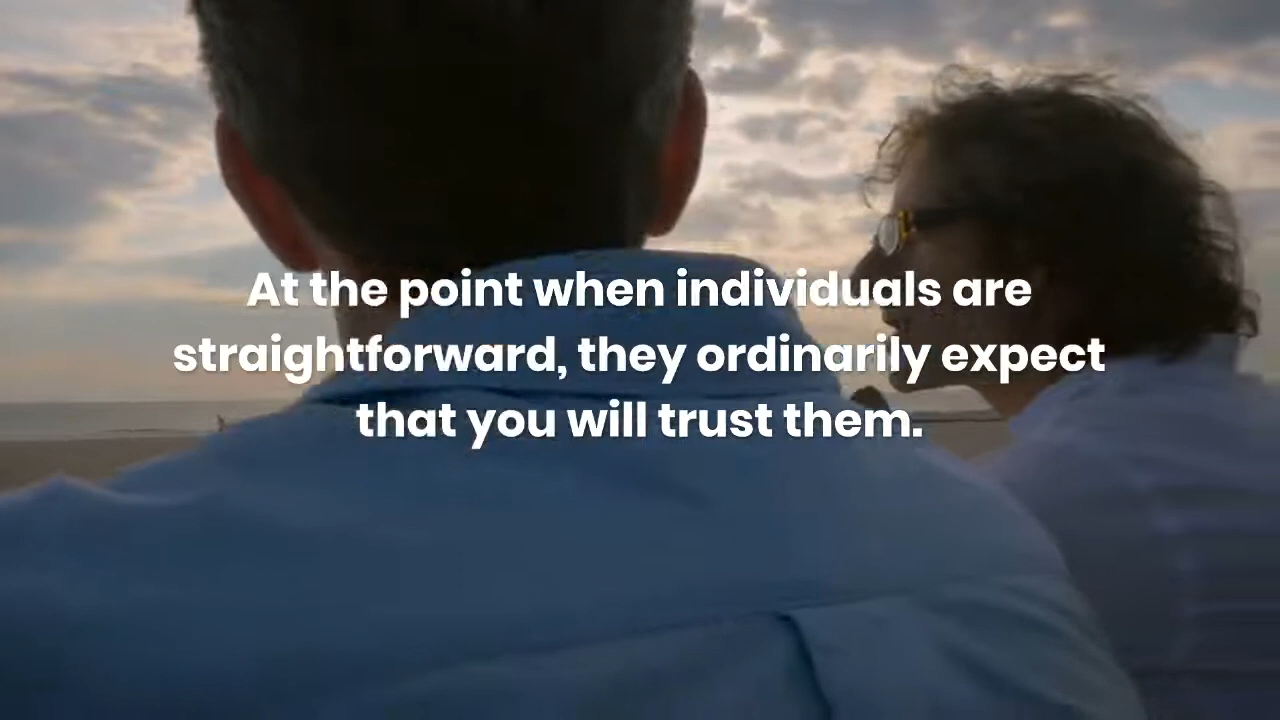 At the point when individuals are
straightforward, they ordinarily expect
that you will trust them.